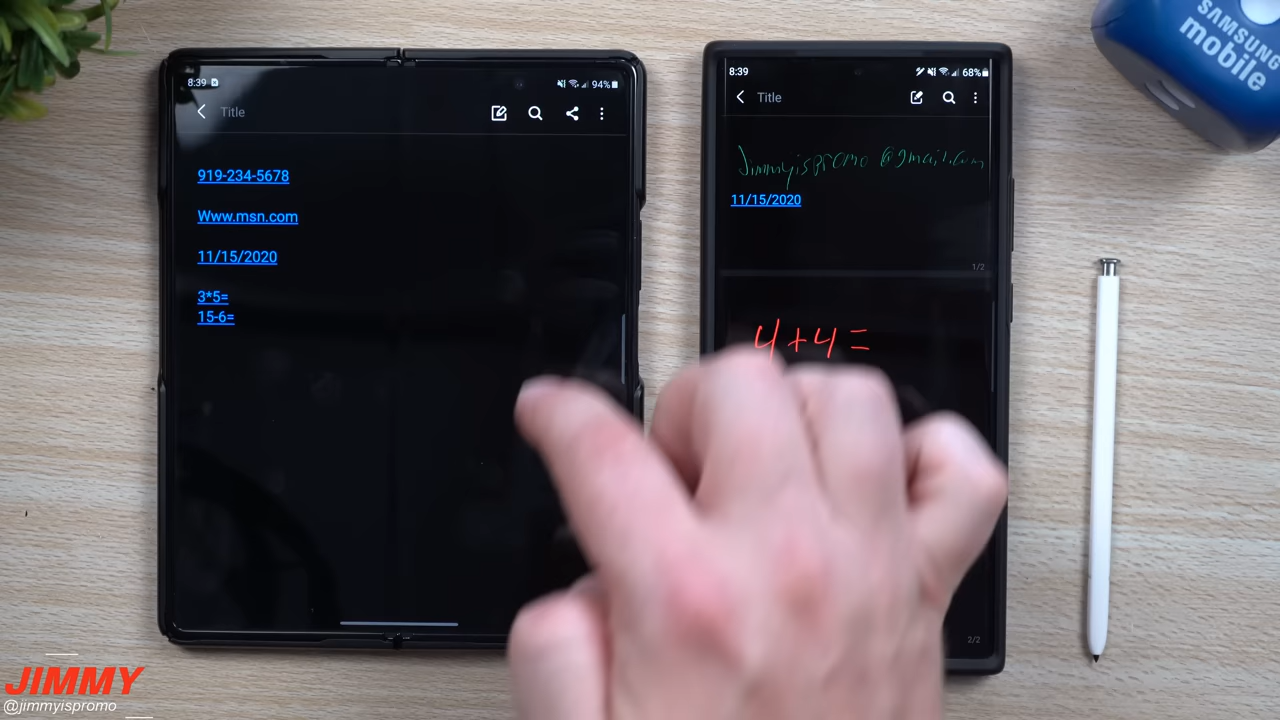 8:39
94%
Title
919-234-5678
Www.msn.com
11/15/2020
3*5=
15-6=
8:39
68%
Title
Jimmyispromo@gmail.com
11/15/2020
1/2
4+4=
2/2
SAMSUNG
mobile
JIMMY
@jimmyispromo